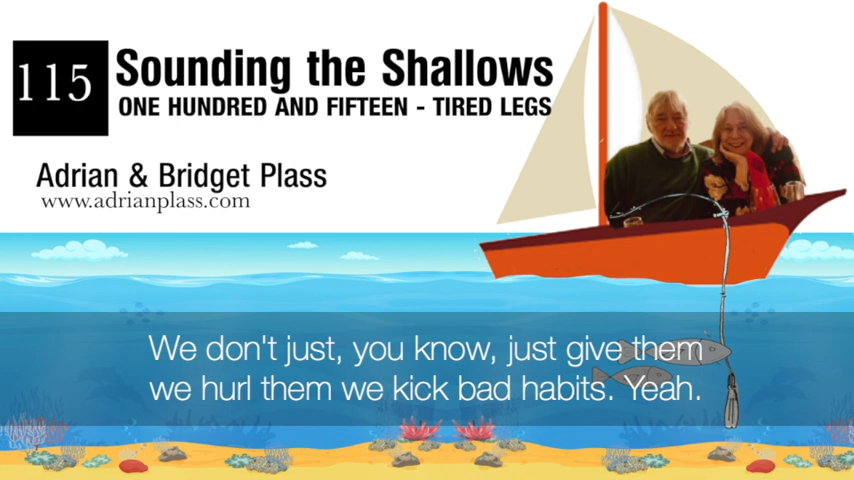 115
Sounding the Shallows
ONE HUNDRED AND FIFTEEN - TIRED LEGS
Adrian & Bridget Plass
www.adrianplass.com
We don't just, you know, just give them
we hurl them we kick bad habits. Yeah.